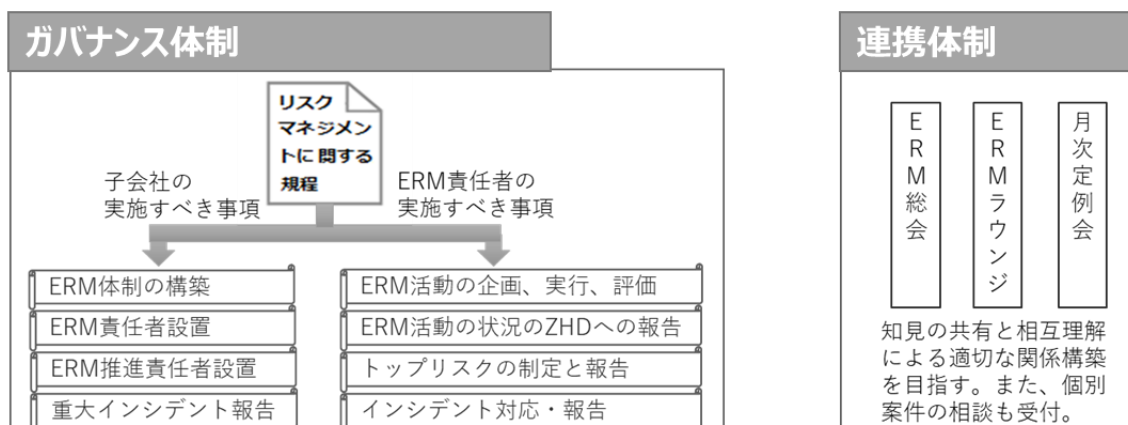 ガバナンス体制
リスク
マネジメン
トに関する
規程
子会社の
実施すべき事項
ERM責任者の
実施すべき事項
ERM体制の構築
ERM責任者設置
ERM推進責任者設置
重大インシデント報告
ERM活動の企画、実行、評価
ERM活動の状況のZHDへの報告
トップリスクの制定と報告
インシデント対応・報告
連携体制
ERM総会
ERMラウンジ
月次定例会
知見の共有と相互理解
による適切な関係構築
を目指す。また、個別
案件の相談も受付。